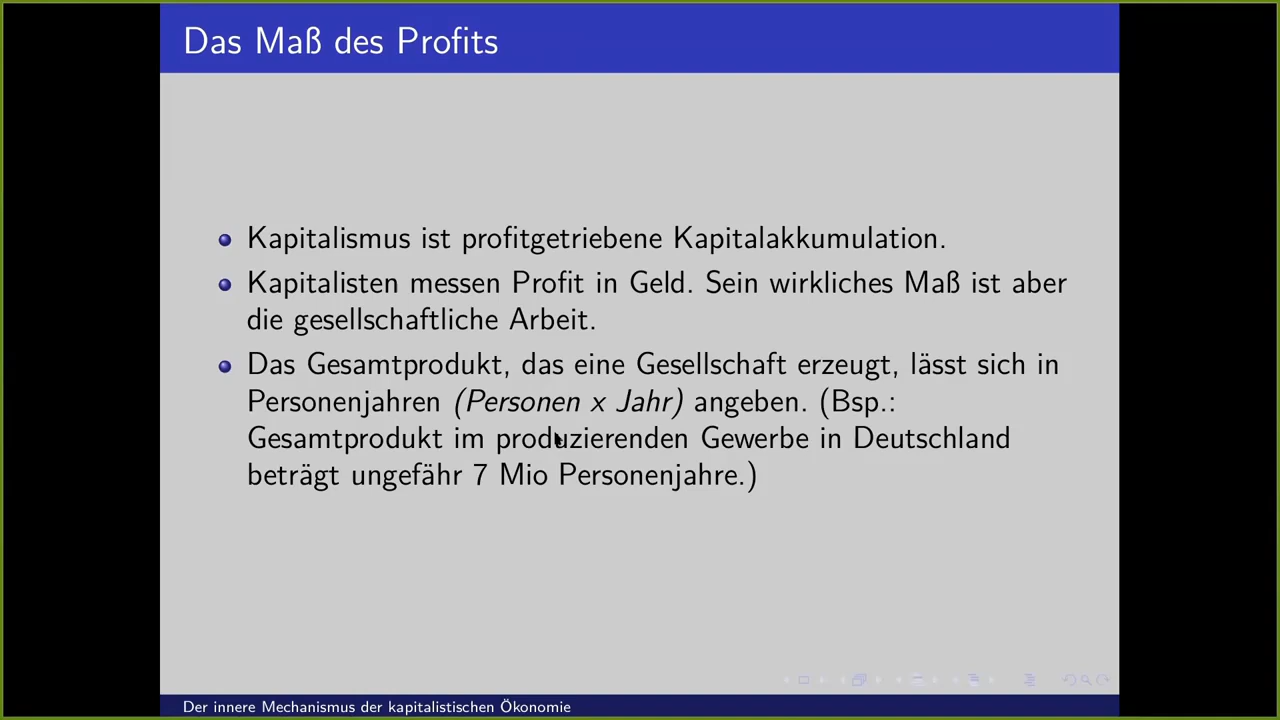 Das Maß des Profits
Kapitalismus ist profitgetriebene Kapitalakkumulation.
Kapitalisten messen Profit in Geld. Sein wirkliches Maß ist aber
die gesellschaftliche Arbeit.
Das Gesamtprodukt, das eine Gesellschaft erzeugt, lässt sich in
Personenjahren (Personen x Jahr) angeben. (Bsp.:
Gesamtprodukt im produzierenden Gewerbe in Deutschland
beträgt ungefähr 7 Mio Personenjahre.)
Der innere Mechanismus der kapitalistischen Ökonomie